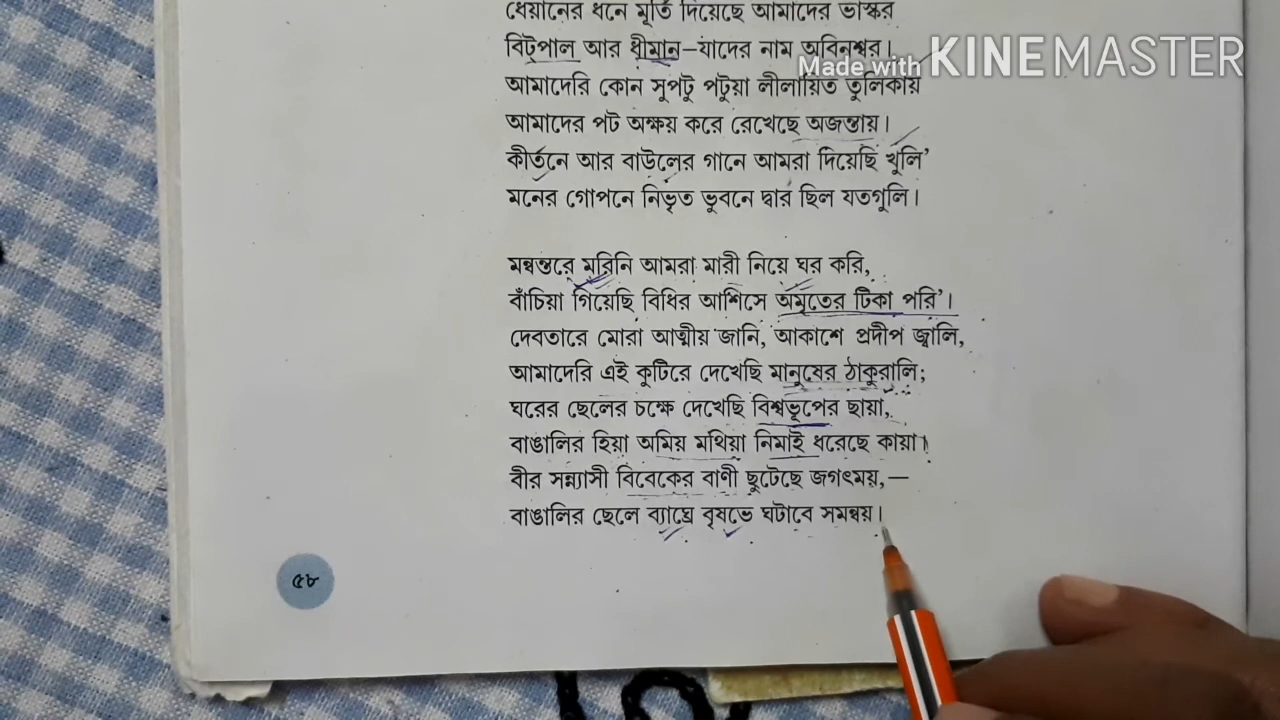 ধেয়ানের ধনে মূর্তি দিয়েছে আমাদের ভাস্কর
বিট্‌পাল আর ধীমান–যাদের নাম অবিনশ্বর।
Made with KINEMASTER
আমাদেরি কোন সুপটু পটুয়া লীলায়িত তুলিকায়
আমাদের পট অক্ষয় করে রেখেছে অজন্তায়।
কীর্তনে আর বাউলের গানে আমরা দিয়েছি খুলি’
মনের গোপনে নিভৃত ভুবনে দ্বার ছিল যতগুলি।
মন্বন্তরে মরিনি আমরা মারী নিয়ে ঘর করি,
বাঁচিয়া গিয়েছি বিধির আশিসে অমৃতের টিকা পরি’।
দেবতারে মোরা আত্মীয় জানি, আকাশে প্রদীপ জ্বালি,
আমাদেরি এই কুটিরে দেখেছি মানুষের ঠাকুরালি;
ঘরের ছেলের চক্ষে দেখেছি বিশ্বভূপের ছায়া,
বাঙালির হিয়া অমিয় মথিয়া নিমাই ধরেছে কায়া।
বীর সন্ন্যাসী বিবেকের বাণী ছুটেছে জগৎময়,—
বাঙালির ছেলে ব্যাঘ্রে বৃষভে ঘটাবে সমন্বয়।
৫৮